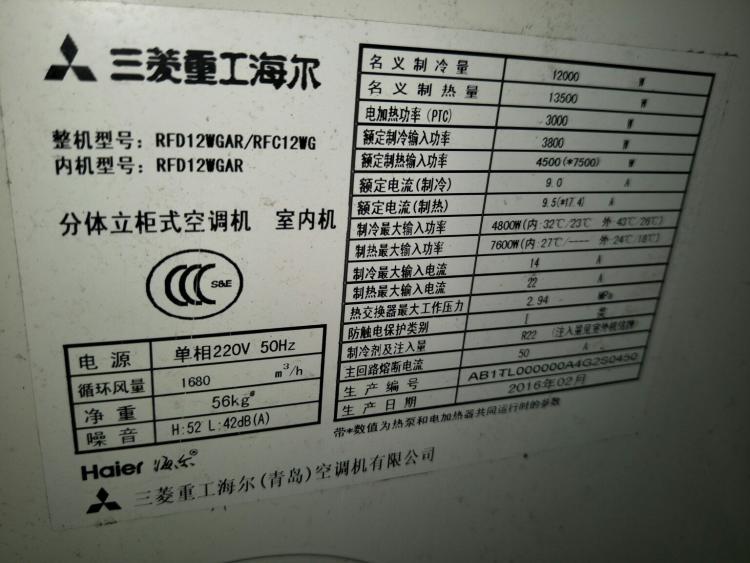 三菱重工海尔
整机型号：RFD12WGAR/RFC12WG
内机型号：RFD12WGAR
分体立柜式空调机 室内机
CCC S&E
电源 单相220V 50Hz
循环风量 1680 m³/h
净重 56kg
噪音 H:52 L:42dB(A)
Haier 海尔
三菱重工海尔(青岛)空调机有限公司
名义制冷量 12000 W
名义制热量 13500 W
电加热功率(PTC) 3000 W
额定制冷输入功率 3800 W
额定制热输入功率 4500(*7500) W
额定电流(制冷) 9.0 A
额定电流(制热) 9.5(*17.4) A
制冷最大输入功率 4800W(内:32℃/23℃ 外:43℃/26℃)
制热最大输入功率 7600W(内:27℃/---- 外:24℃/18℃)
制冷最大输入电流 14 A
制热最大输入电流 22 A
热交换器最大工作压力 2.94 MPa
防触电保护类别 I 类
制冷剂及注入量 R22 (注入量见室外机铭牌)
主回路熔断电流 50 A
生产编号 AB1TL000000A4G2S0450
生产日期 2016年02月
带*数值为热泵和电加热器共同运行时的参数